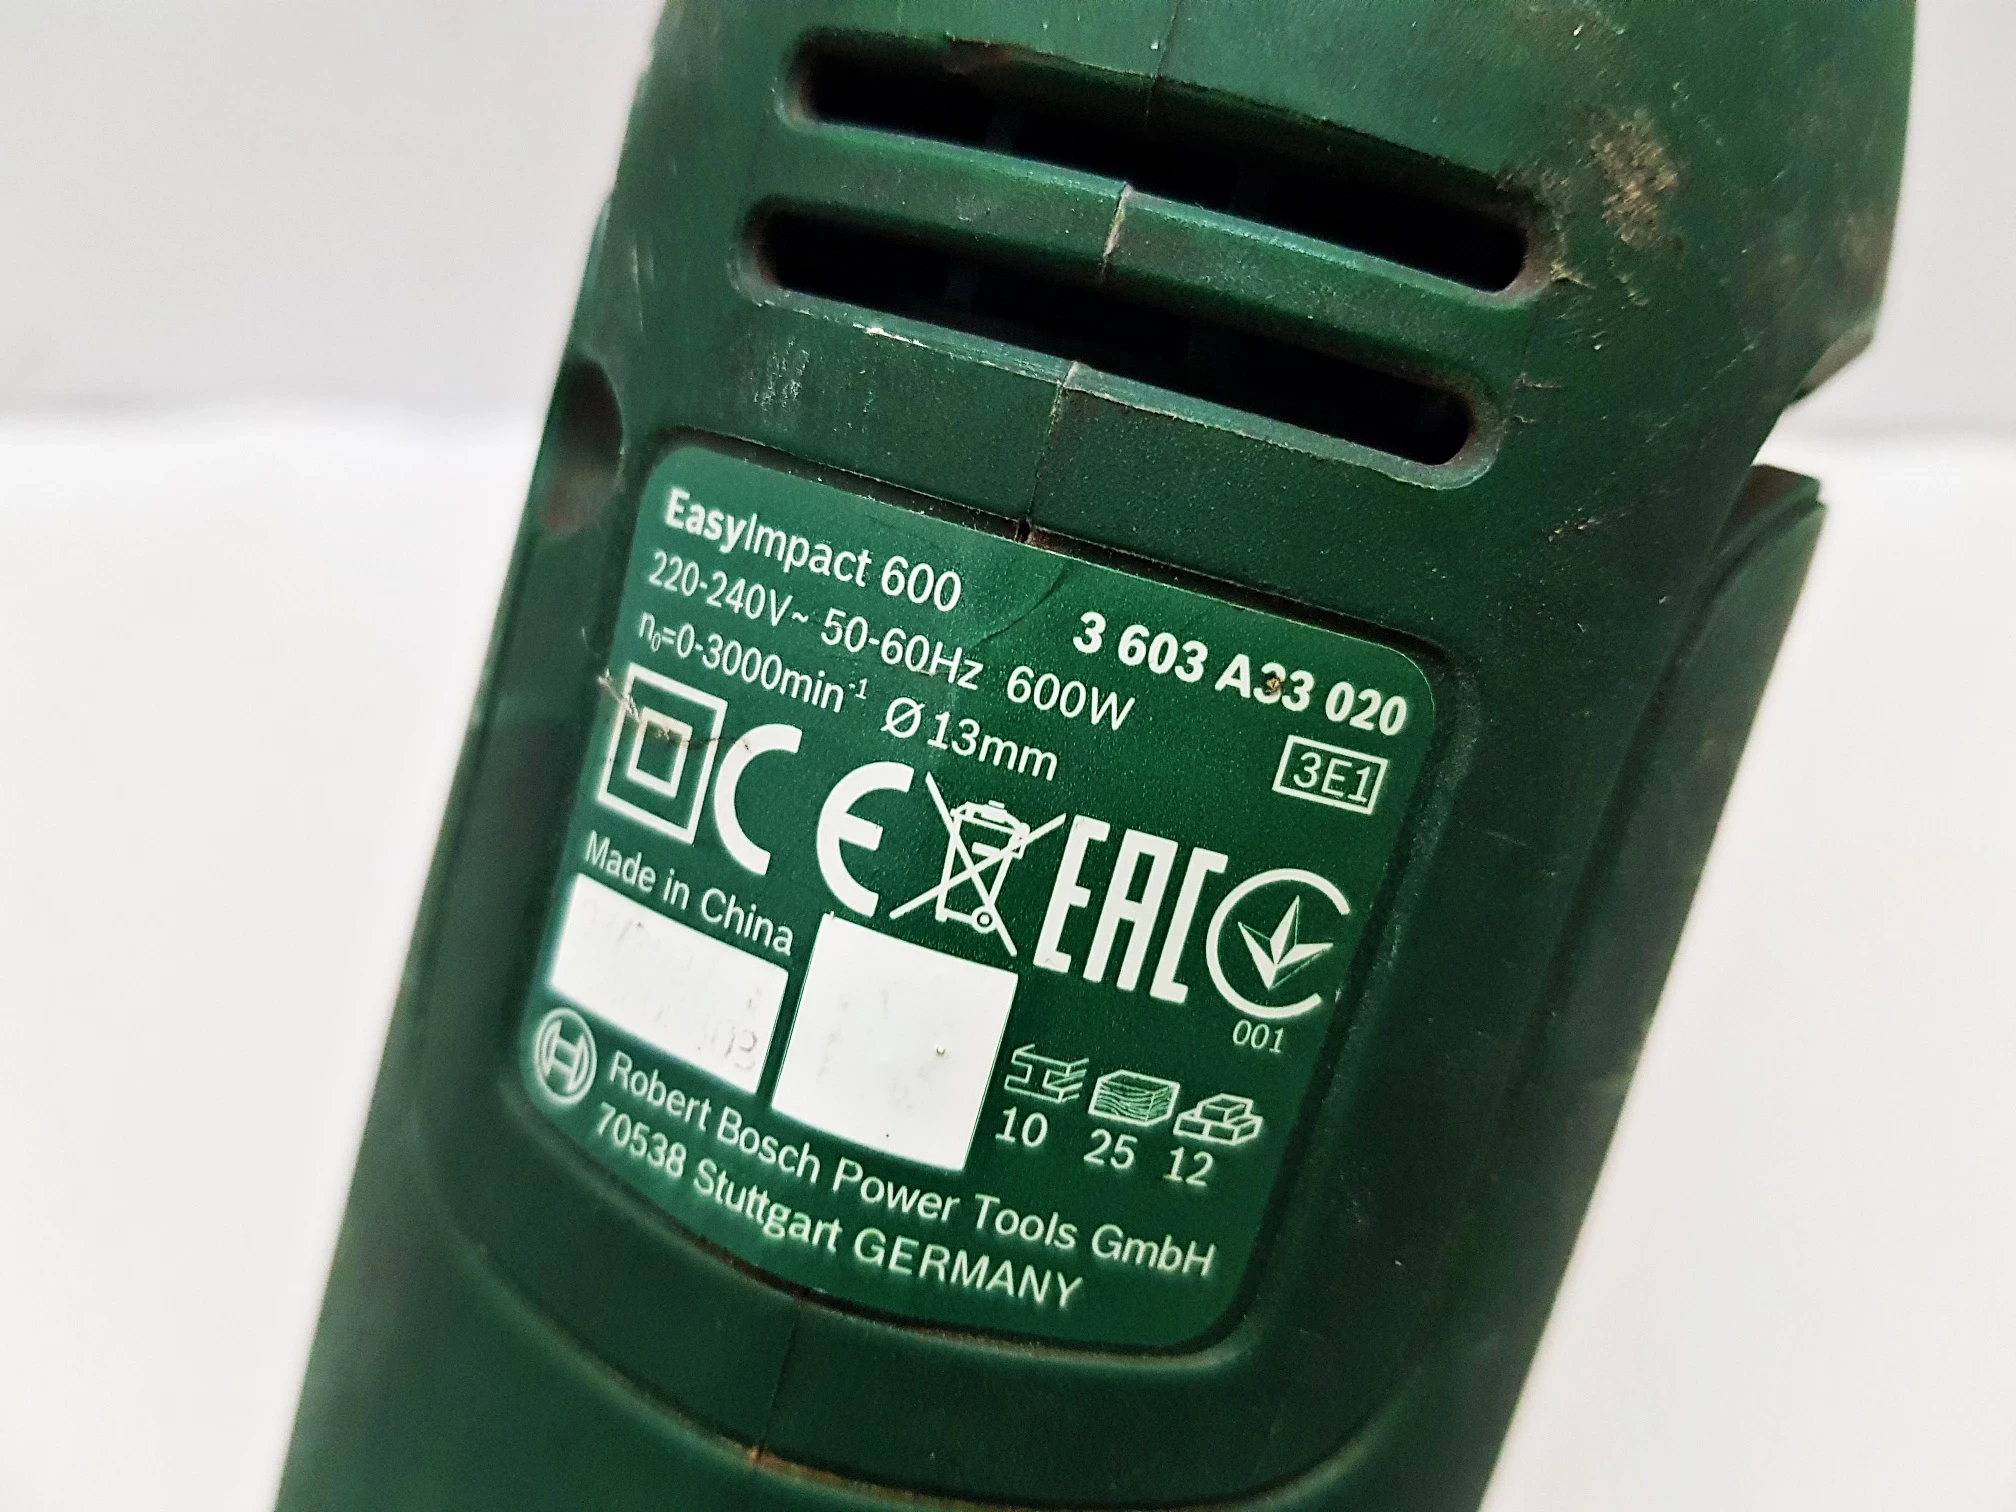 EasyImpact 600
3 603 A33 020
220-240V~ 50-60Hz 600W
n₀=0-3000min⁻¹ Ø 13mm
3E1
CE EAC
001
Made in China
10 25 12
Robert Bosch Power Tools GmbH
70538 Stuttgart GERMANY